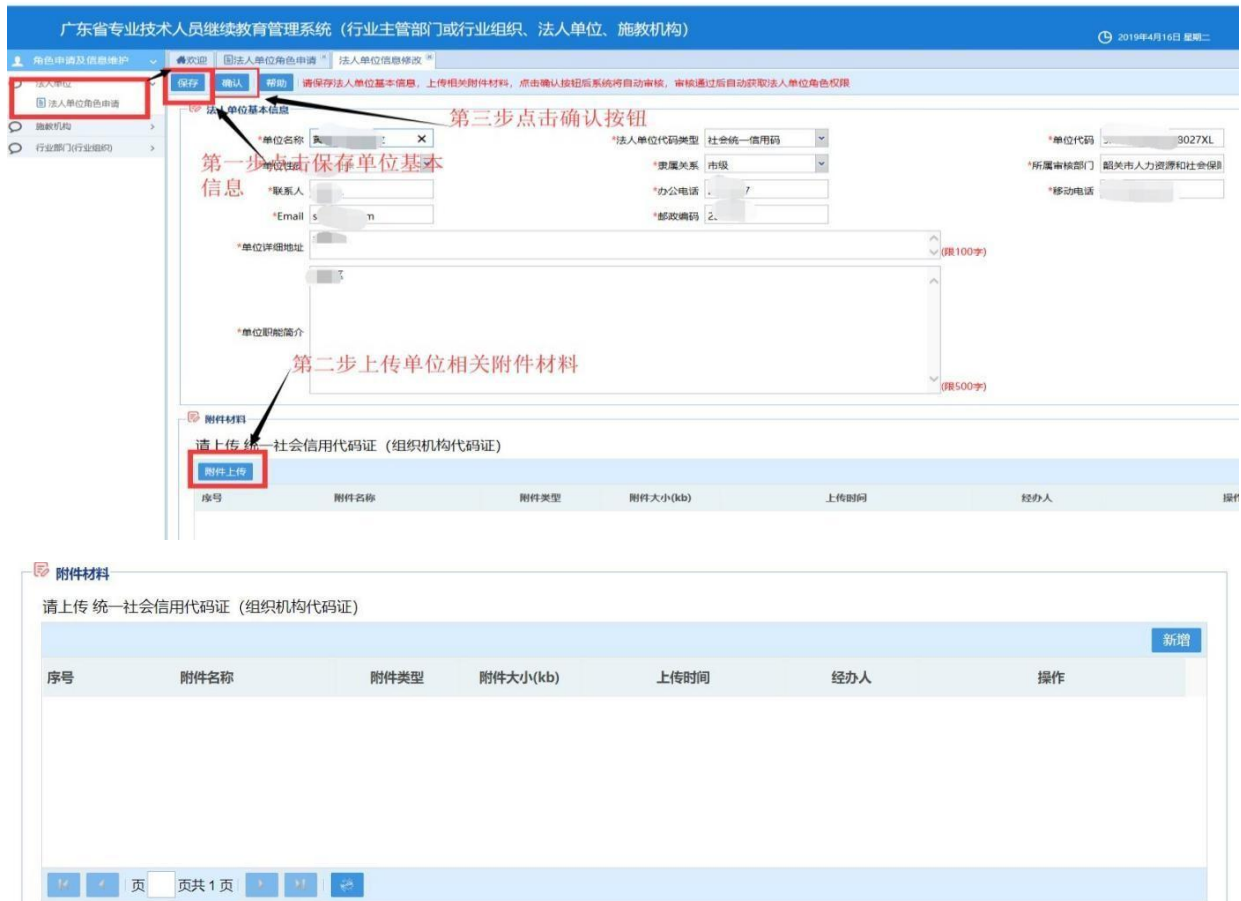 广东省专业技术人员继续教育管理系统（行业主管部门或行业组织、法人单位、施教机构）
2019年4月16日 星期二
角色申请及信息维护
欢迎 法人单位角色申请 法人单位信息修改
法人单位
法人单位角色申请
施教机构
行业部门(行业组织)
保存 确认 帮助 请保存法人单位基本信息，上传相关附件材料，点击确认按钮后系统将自动审核，审核通过后自动获取法人单位角色权限
法人单位基本信息
第三步点击确认按钮
*单位名称 *法人单位代码类型 社会统一信用码 *单位代码 8027XL
第一步点击保存单位基本信息
*隶属关系 市级 *所属审核部门 韶关市人力资源和社会保
*联系人 *办公电话 7 *移动电话
*Email s m *邮政编码 2
*单位详细地址 (限100字)
*单位职能简介 (限500字)
第二步上传单位相关附件材料
附件材料
请上传 统一社会信用代码证（组织机构代码证）
附件上传
序号 附件名称 附件类型 附件大小(kb) 上传时间 经办人 操作
附件材料
请上传 统一社会信用代码证（组织机构代码证）
新增
序号 附件名称 附件类型 附件大小(kb) 上传时间 经办人 操作
页 页共 1 页